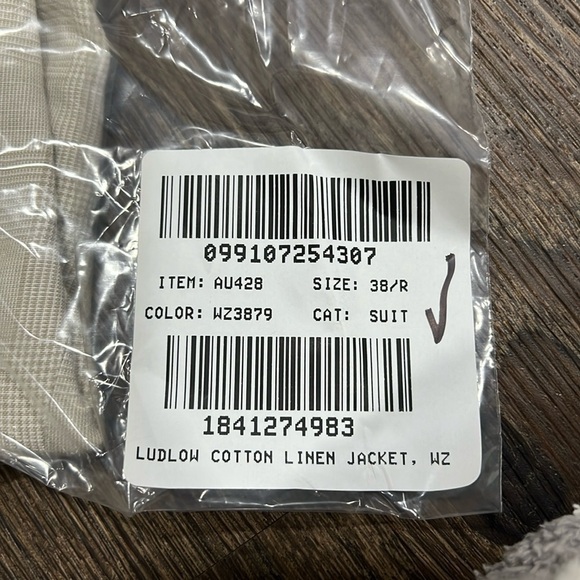 099107254307
ITEM: AU428 SIZE: 38/R
COLOR: WZ3879 CAT: SUIT
1841274983
LUDLOW COTTON LINEN JACKET, WZ